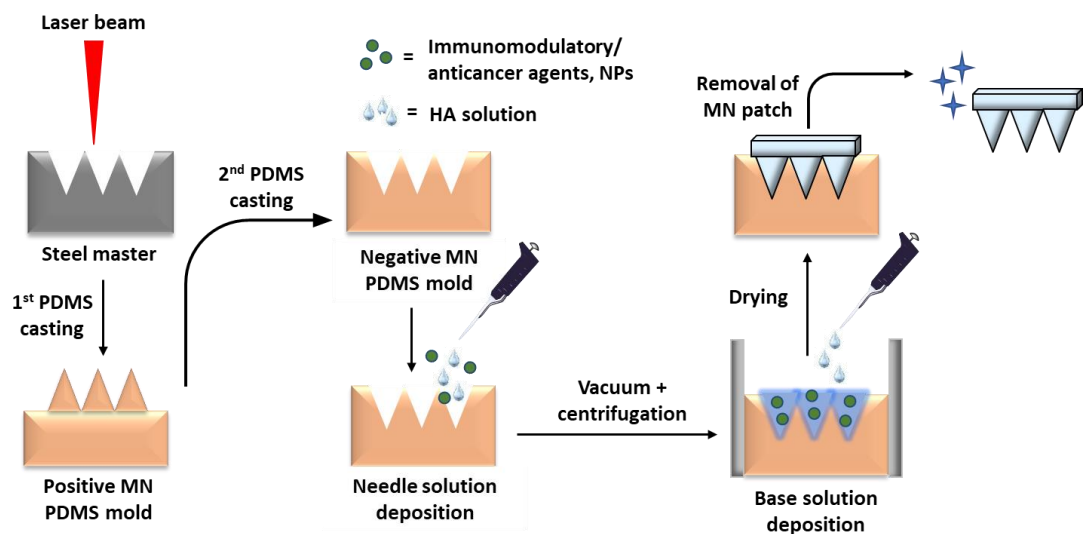 Laser beam
Steel master
1st PDMS
casting
Positive MN
PDMS mold
2nd PDMS
casting
= Immunomodulatory/
anticancer agents, NPs
= HA solution
Negative MN
PDMS mold
Needle solution
deposition
Vacuum +
centrifugation
Base solution
deposition
Drying
Removal of
MN patch